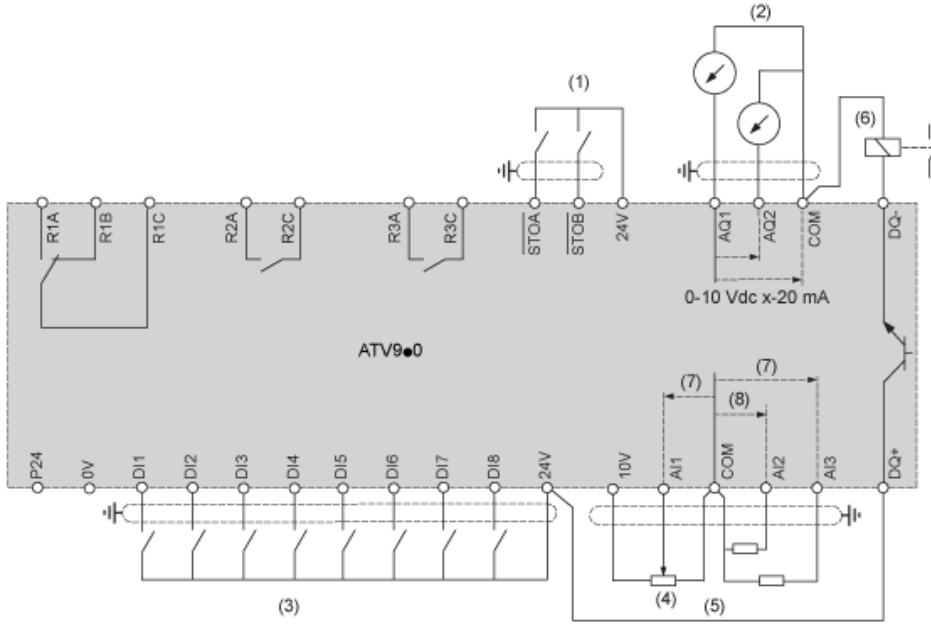 (2)
(1)
(6)
R1A
R1B
R1C
R2A
R2C
R3A
R3C
STOA
STOB
24V
AQ1
AQ2
COM
DQ-
0-10 Vdc x-20 mA
ATV9●0
(7)
(7)
(8)
P24
0V
DI1
DI2
DI3
DI4
DI5
DI6
DI7
DI8
24V
10V
AI1
COM
AI2
AI3
DQ+
(3)
(4)
(5)